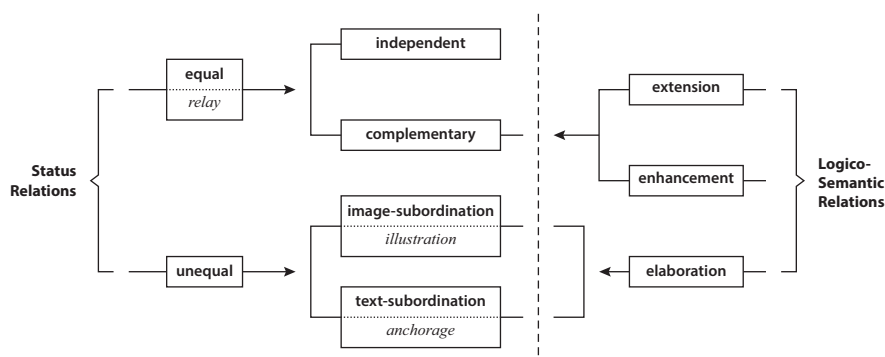 independent
equal
relay
extension
complementary
Status
Relations
Logico-
Semantic
Relations
enhancement
image-subordination
illustration
unequal
elaboration
text-subordination
anchorage